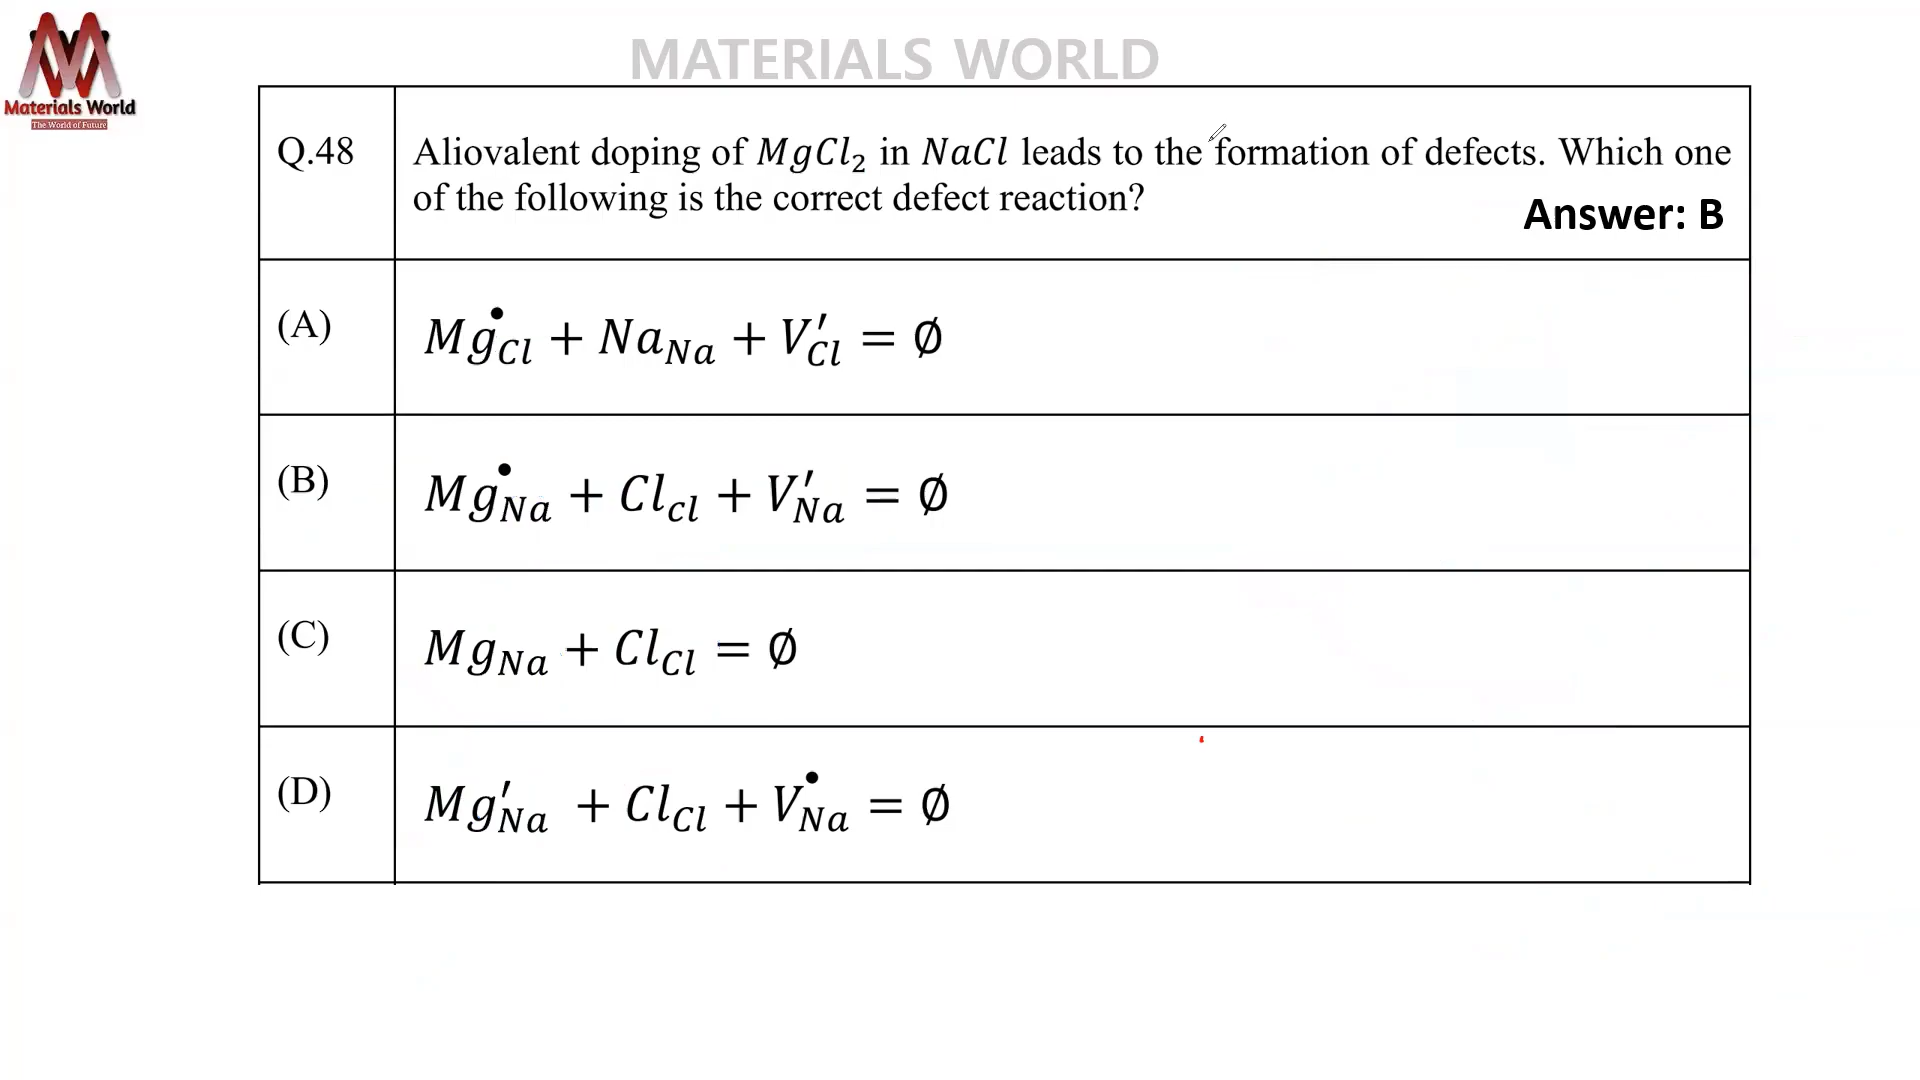 MATERIALS WORLD
Materials World
The World of Future
Q.48
Aliovalent doping of MgCl₂ in NaCl leads to the formation of defects. Which one
of the following is the correct defect reaction?
Answer: B
(A)
Mg•Cl + NaNa + V′Cl = ∅
(B)
Mg•Na + Clcl + V′Na = ∅
(C)
MgNa + ClCl = ∅
(D)
Mg′Na + ClCl + V•Na = ∅